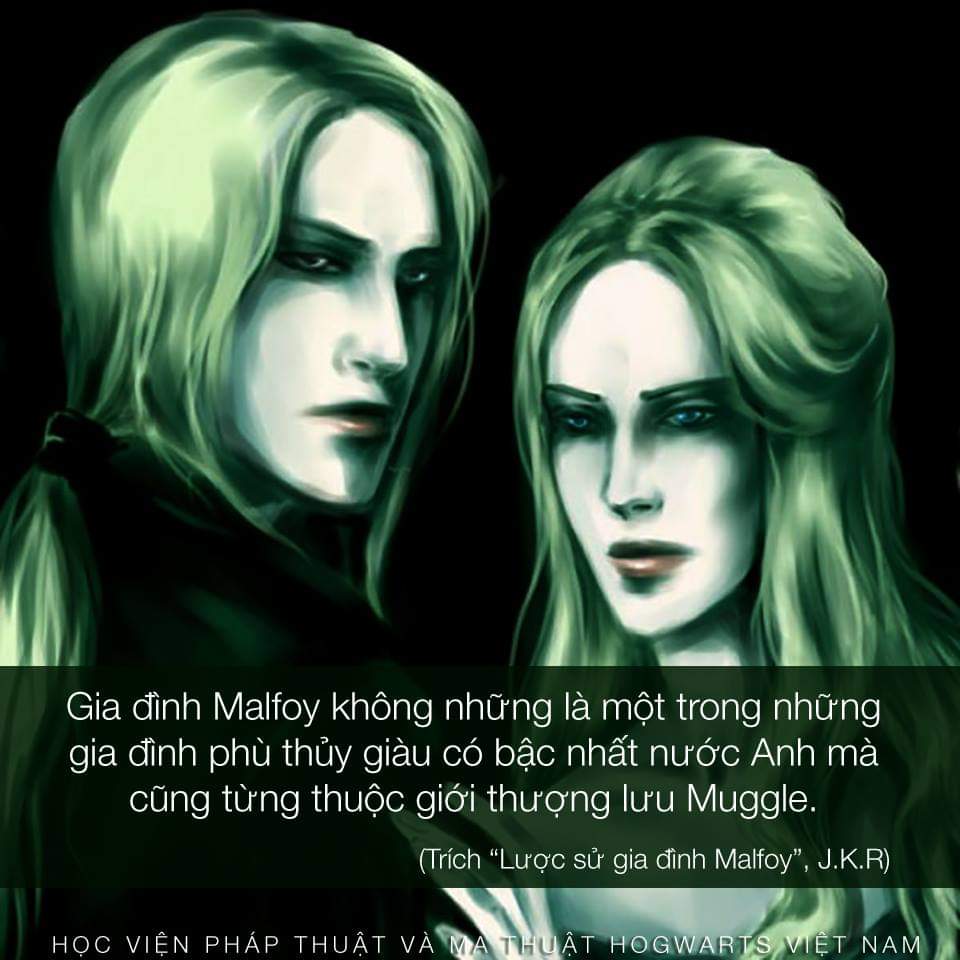 Gia đình Malfoy không những là một trong những
gia đình phù thủy giàu có bậc nhất nước Anh mà
cũng từng thuộc giới thượng lưu Muggle.
(Trích “Lược sử gia đình Malfoy”, J.K.R)
HỌC VIỆN PHÁP THUẬT VÀ MA THUẬT HOGWARTS VIỆT NAM